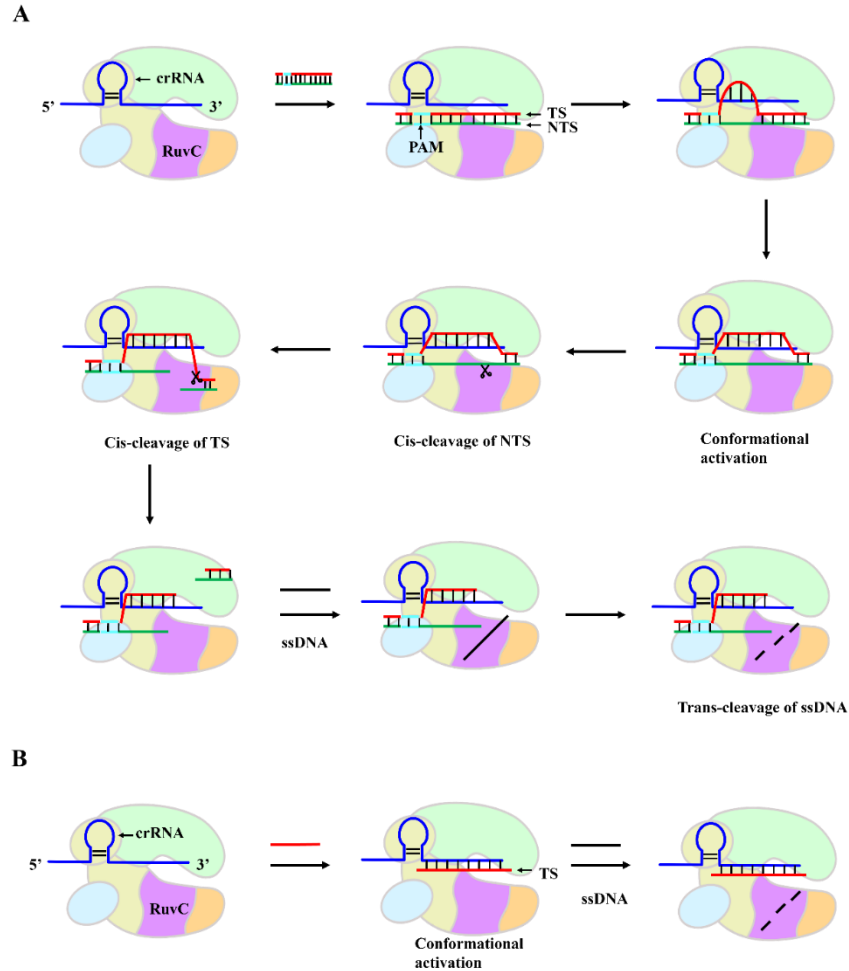 A
crRNA
5’
3’
RuvC
TS
NTS
PAM
Cis-cleavage of TS
Cis-cleavage of NTS
Conformational
activation
ssDNA
Trans-cleavage of ssDNA
B
crRNA
5’
3’
RuvC
TS
Conformational
activation
ssDNA